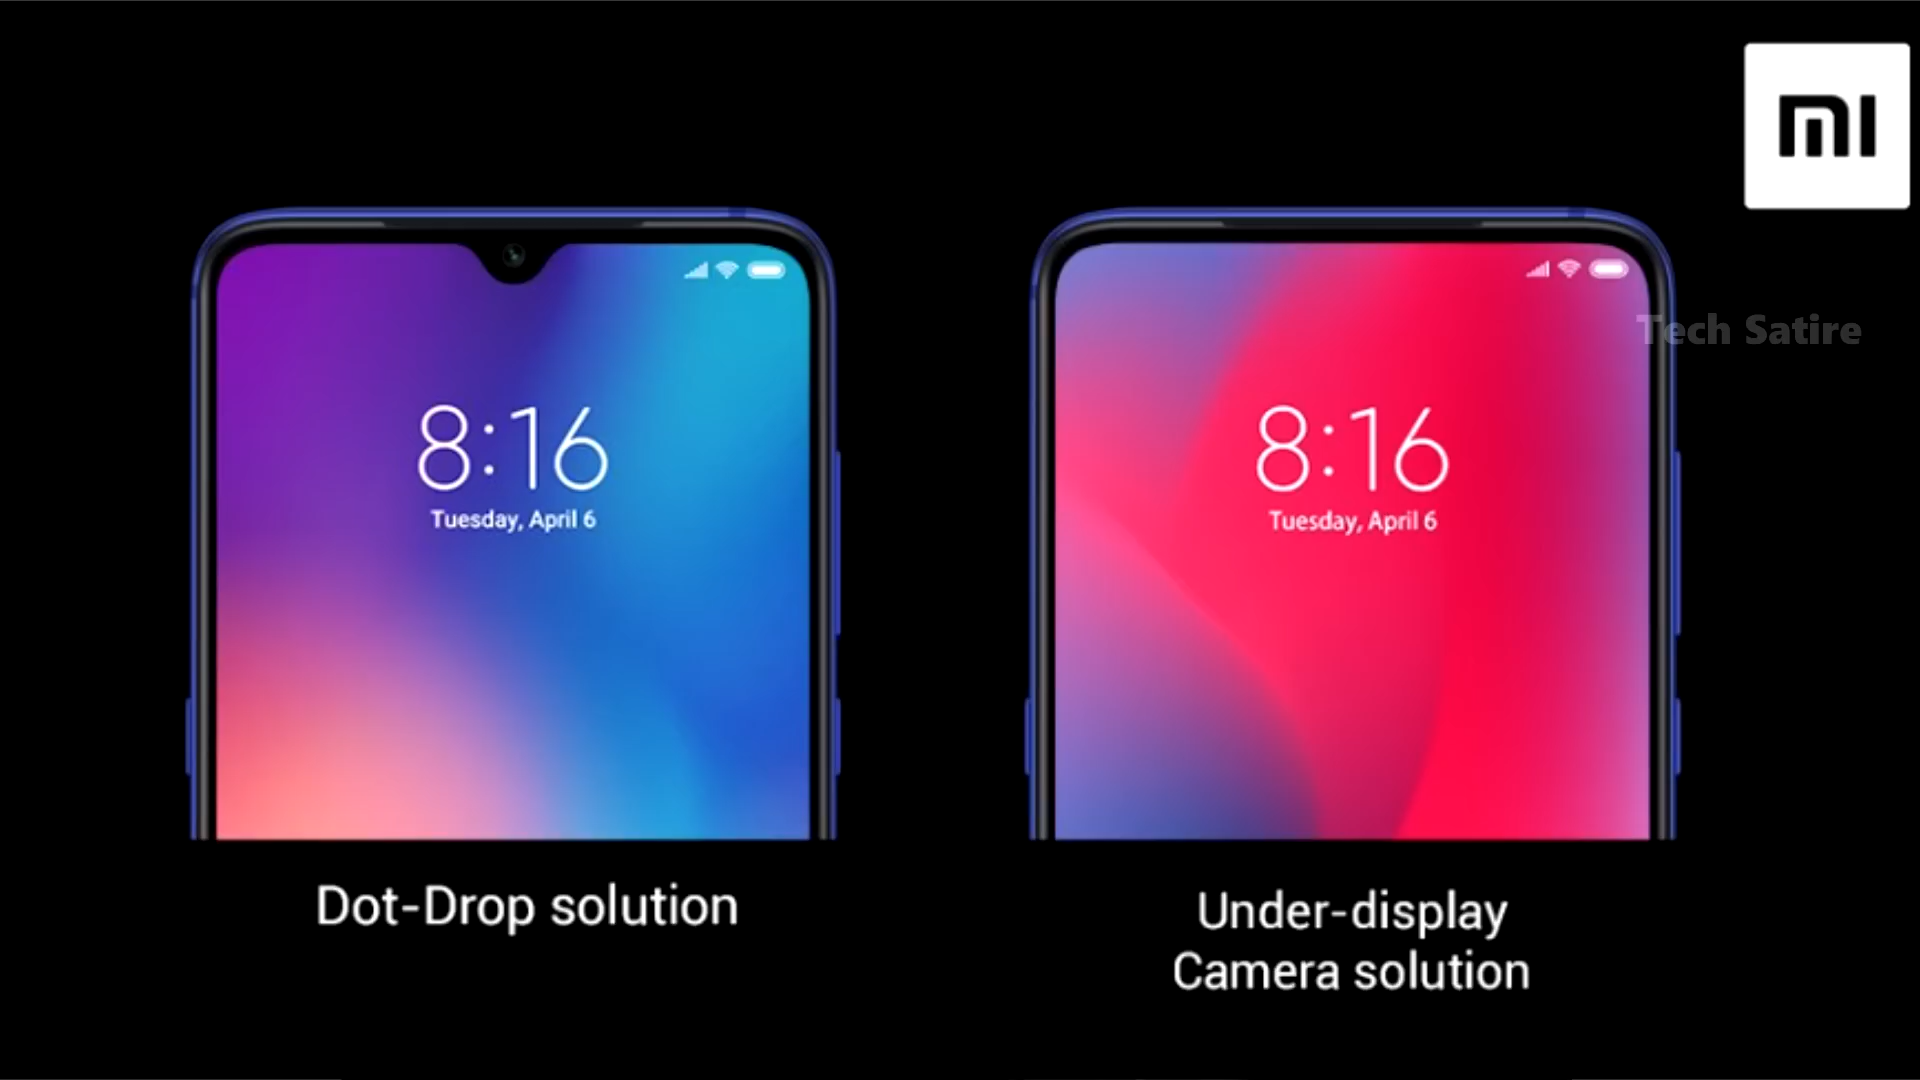 mi
Tech Satire
8:16
Tuesday, April 6
8:16
Tuesday, April 6
Dot-Drop solution
Under-display
Camera solution